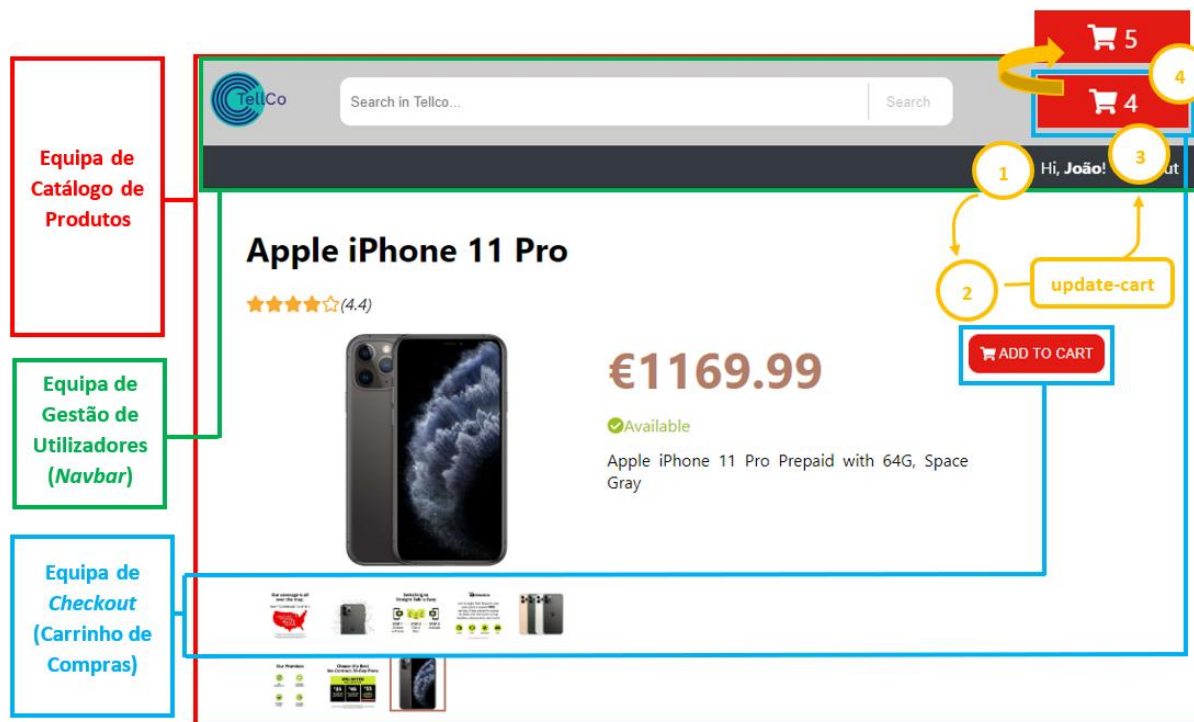 5
4
4
TellCo
Search in Tellco...
Search
Equipa de
Catálogo de
Produtos
1
Hi, João!
3
ut
Apple iPhone 11 Pro
(4.4)
2
update-cart
ADD TO CART
€1169.99
Available
Apple iPhone 11 Pro Prepaid with 64G, Space
Gray
Equipa de
Gestão de
Utilizadores
(Navbar)
Equipa de
Checkout
(Carrinho de
Compras)
Our Promises